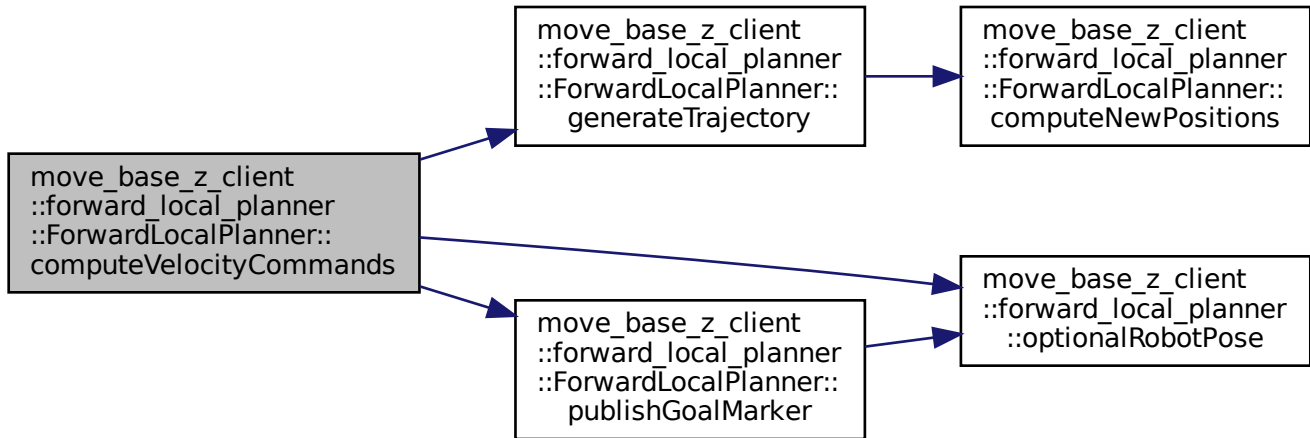 move_base_z_client
::forward_local_planner
::ForwardLocalPlanner::
computeVelocityCommands
move_base_z_client
::forward_local_planner
::ForwardLocalPlanner::
generateTrajectory
move_base_z_client
::forward_local_planner
::ForwardLocalPlanner::
computeNewPositions
move_base_z_client
::forward_local_planner
::optionalRobotPose
move_base_z_client
::forward_local_planner
::ForwardLocalPlanner::
publishGoalMarker